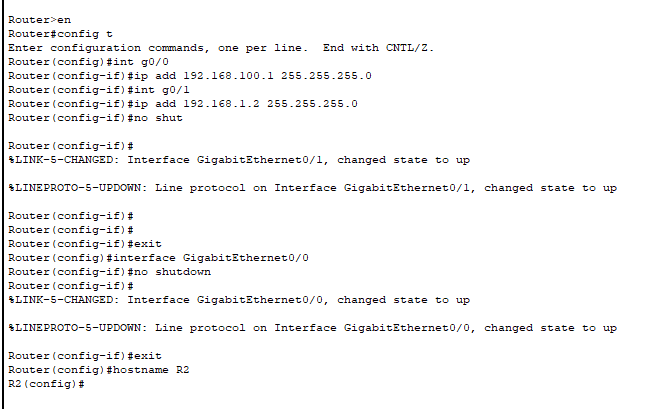 Router>en
Router#config t
Enter configuration commands, one per line.  End with CNTL/Z.
Router(config)#int g0/0
Router(config-if)#ip add 192.168.100.1 255.255.255.0
Router(config-if)#int g0/1
Router(config-if)#ip add 192.168.1.2 255.255.255.0
Router(config-if)#no shut
Router(config-if)#
%LINK-5-CHANGED: Interface GigabitEthernet0/1, changed state to up
%LINEPROTO-5-UPDOWN: Line protocol on Interface GigabitEthernet0/1, changed state to up
Router(config-if)#
Router(config-if)#
Router(config-if)#exit
Router(config)#interface GigabitEthernet0/0
Router(config-if)#no shutdown
Router(config-if)#
%LINK-5-CHANGED: Interface GigabitEthernet0/0, changed state to up
%LINEPROTO-5-UPDOWN: Line protocol on Interface GigabitEthernet0/0, changed state to up
Router(config-if)#exit
Router(config)#hostname R2
R2(config)#